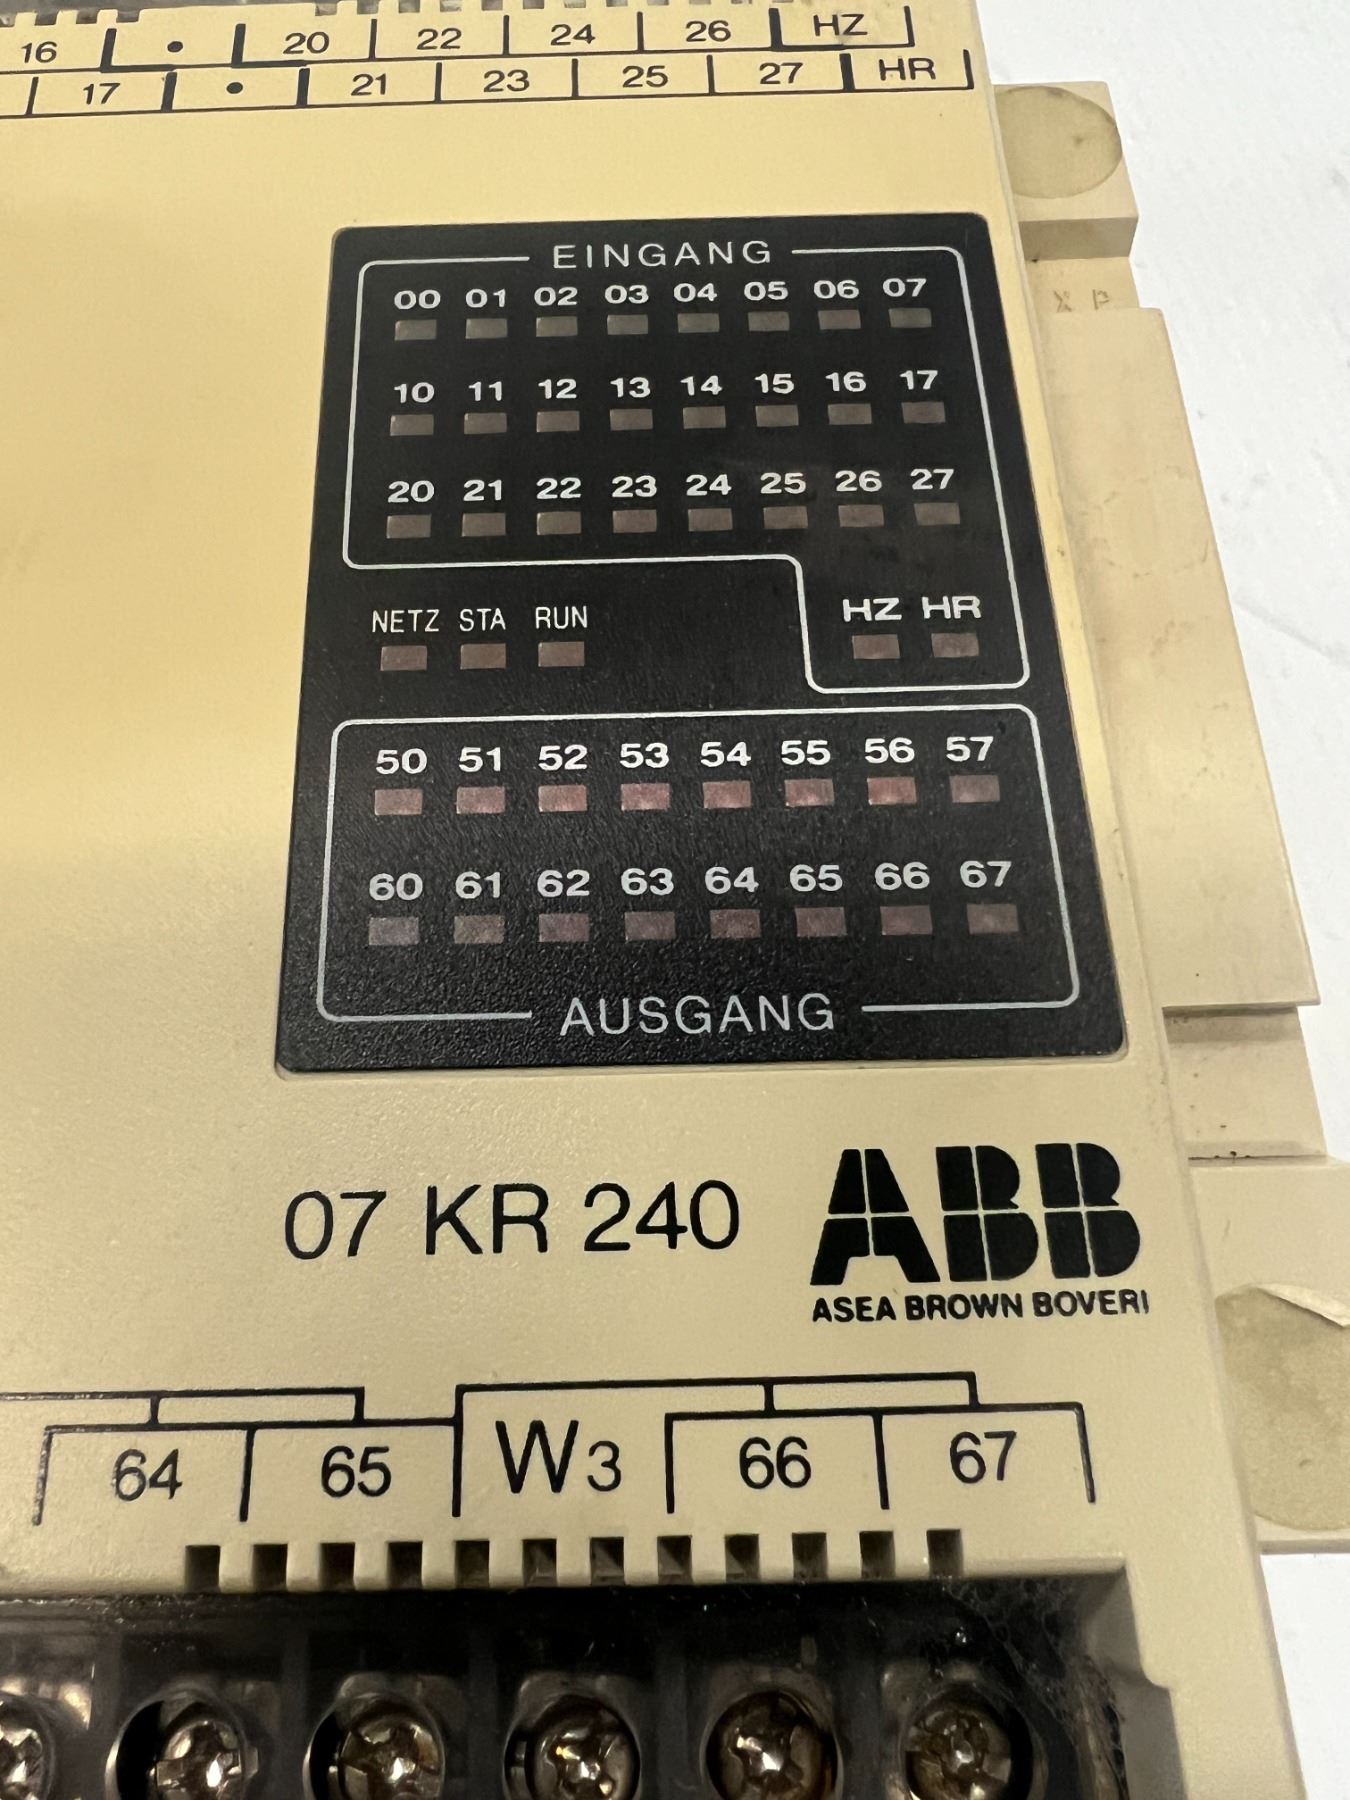 16 • 20 22 24 26 HZ
17 • 21 23 25 27 HR
EINGANG
00 01 02 03 04 05 06 07
10 11 12 13 14 15 16 17
20 21 22 23 24 25 26 27
NETZ STA RUN HZ HR
50 51 52 53 54 55 56 57
60 61 62 63 64 65 66 67
AUSGANG
07 KR 240
ABB
ASEA BROWN BOVERI
64 65 W3 66 67